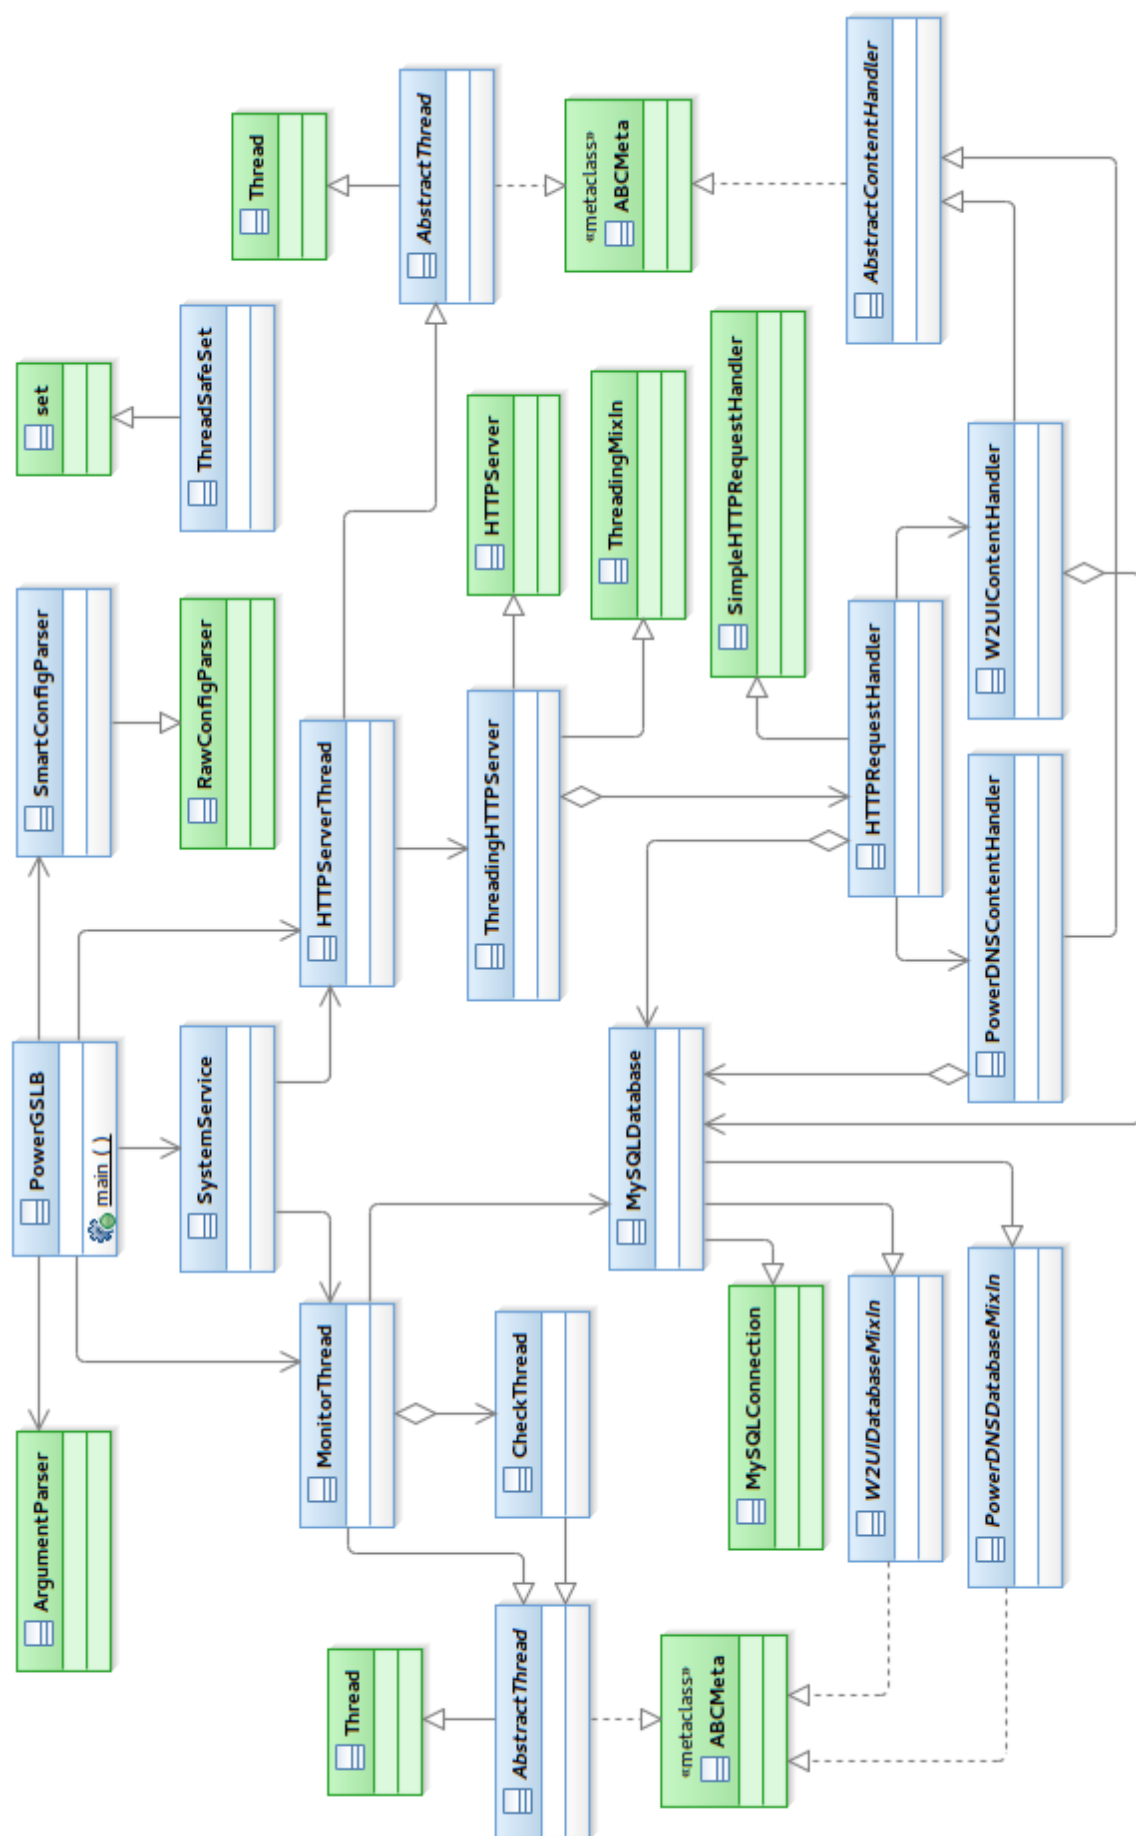 ArgumentParser
PowerGSLB
main ( )
SmartConfigParser
set
SystemService
RawConfigParser
ThreadSafeSet
Thread
Thread
MonitorThread
HTTPServerThread
AbstractThread
AbstractThread
CheckThread
ThreadingHTTPServer
HTTPServer
«metaclass»
ABCMeta
MySQLDatabase
ThreadingMixIn
«metaclass»
ABCMeta
MySQLConnection
SimpleHTTPRequestHandler
W2UIDatabaseMixIn
HTTPRequestHandler
AbstractContentHandler
PowerDNSDatabaseMixIn
PowerDNSContentHandler
W2UIContentHandler